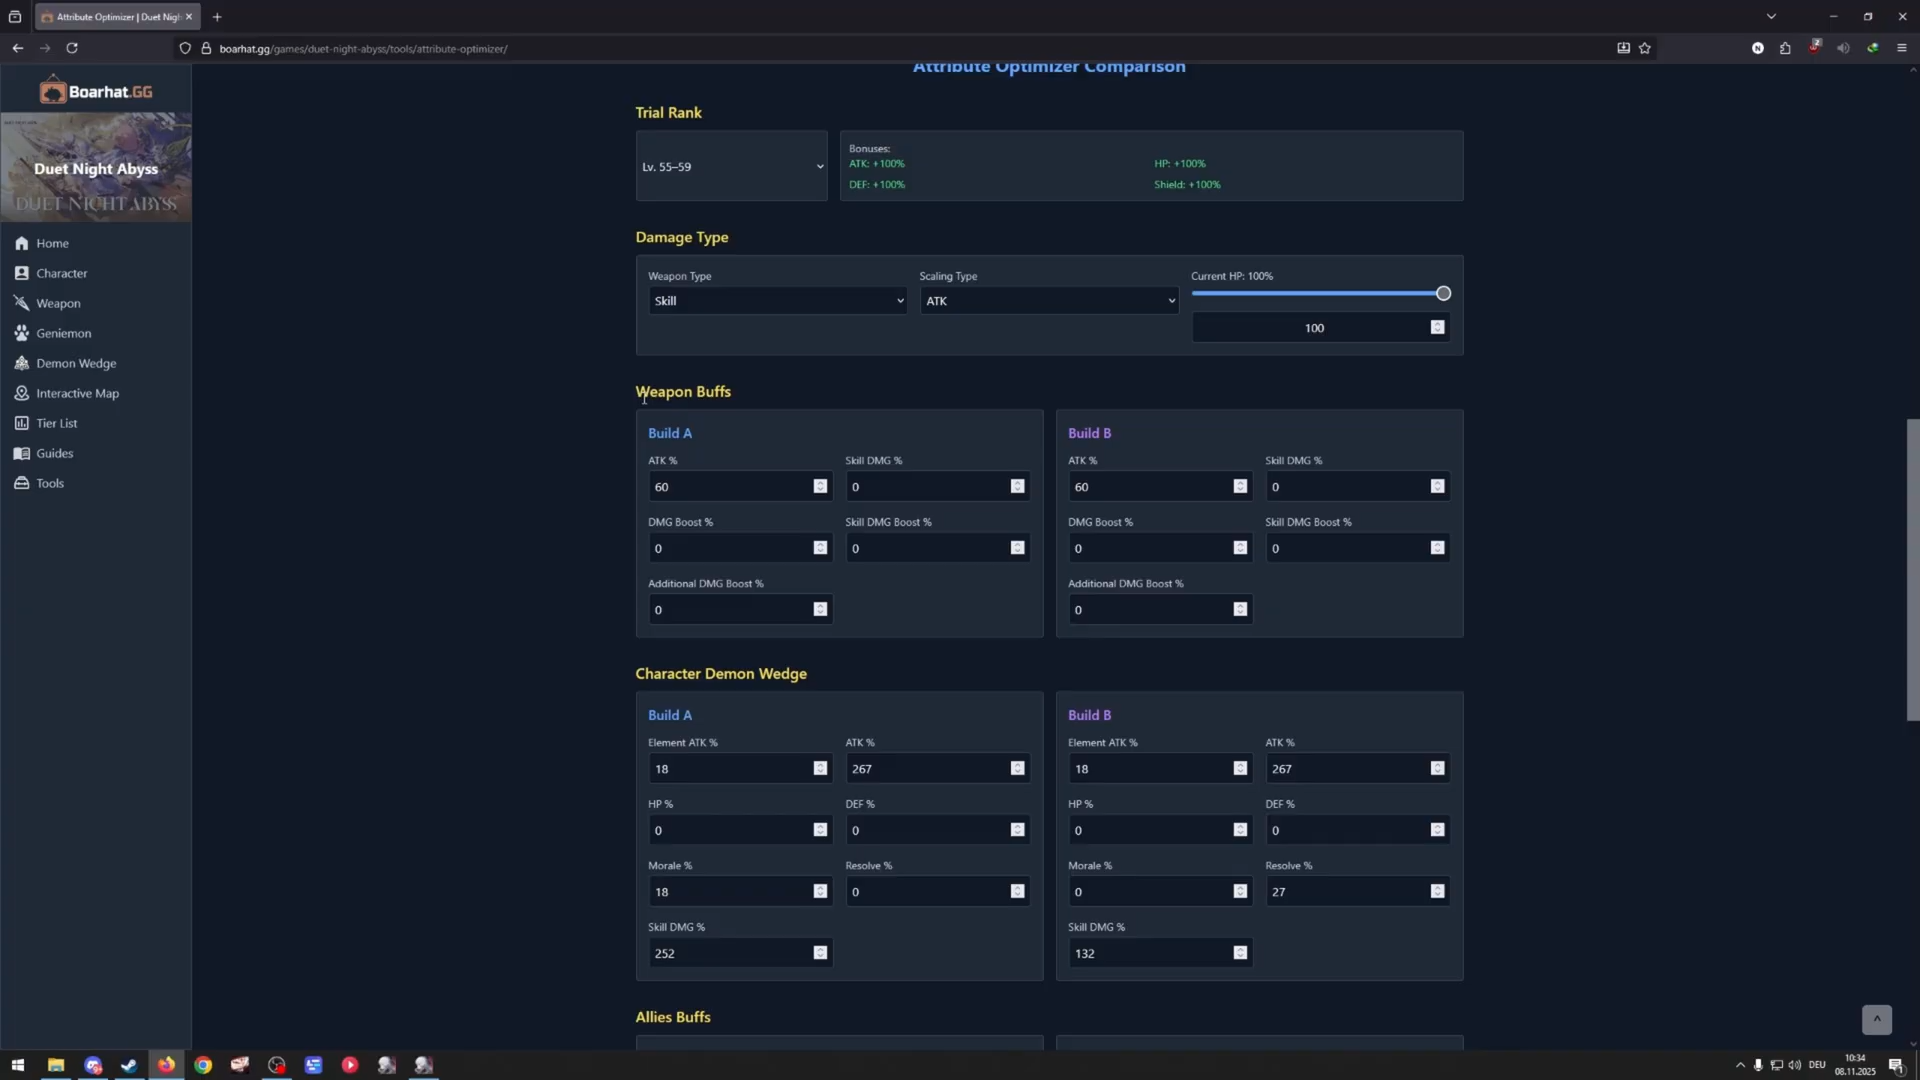 Attribute Optimizer | Duet Nigh
boarhat.gg/games/duet-night-abyss/tools/attribute-optimizer/
N
2
Boarhat.GG
Duet Night Abyss
DUET NIGHT ABYSS
Home
Character
Weapon
Geniemon
Demon Wedge
Interactive Map
Tier List
Guides
Tools
Attribute Optimizer Comparison
Trial Rank
Lv. 55–59
Bonuses:
ATK: +100%
HP: +100%
DEF: +100%
Shield: +100%
Damage Type
Weapon Type
Scaling Type
Current HP: 100%
Skill
ATK
100
Weapon Buffs
Build A
ATK %
Skill DMG %
60
0
DMG Boost %
Skill DMG Boost %
0
0
Additional DMG Boost %
0
Build B
ATK %
Skill DMG %
60
0
DMG Boost %
Skill DMG Boost %
0
0
Additional DMG Boost %
0
Character Demon Wedge
Build A
Element ATK %
ATK %
18
267
HP %
DEF %
0
0
Morale %
Resolve %
18
0
Skill DMG %
252
Build B
Element ATK %
ATK %
18
267
HP %
DEF %
0
0
Morale %
Resolve %
0
27
Skill DMG %
132
Allies Buffs
DEU
10:34
08.11.2025